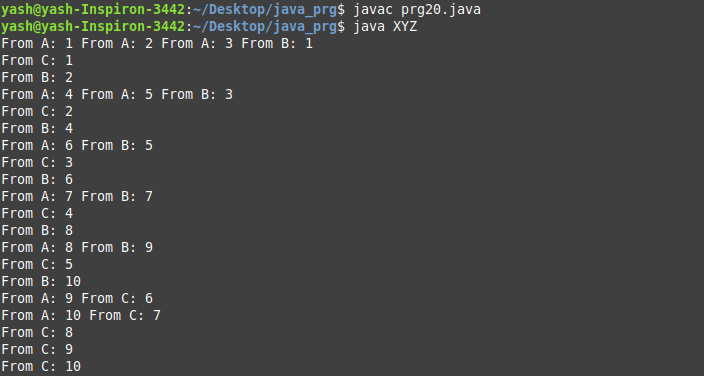 yash@yash-Inspiron-3442:~/Desktop/java_prg$ javac prg20.java
yash@yash-Inspiron-3442:~/Desktop/java_prg$ java XYZ
From A: 1 From A: 2 From A: 3 From B: 1
From C: 1
From B: 2
From A: 4 From A: 5 From B: 3
From C: 2
From B: 4
From A: 6 From B: 5
From C: 3
From B: 6
From A: 7 From B: 7
From C: 4
From B: 8
From A: 8 From B: 9
From C: 5
From B: 10
From A: 9 From C: 6
From A: 10 From C: 7
From C: 8
From C: 9
From C: 10